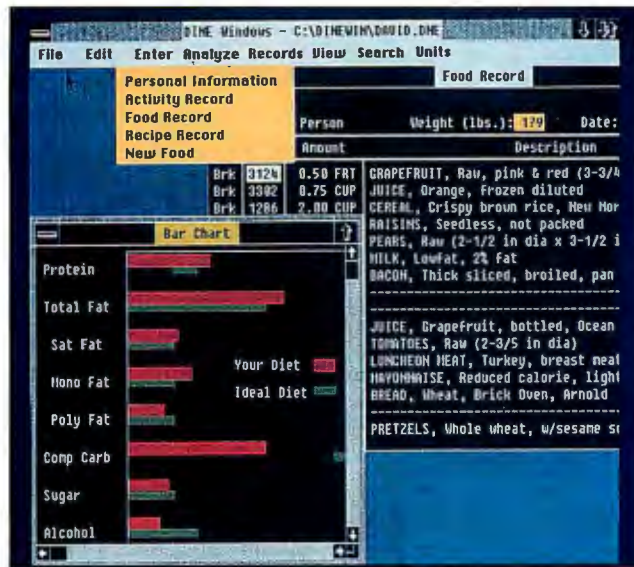 DINE Windows - C:\DINEWIN\DAVID.DNE
File Edit Enter Analyze Records View Search Units
Personal Information
Activity Record
Food Record
Recipe Record
New Food
Food Record
Person Weight (lbs.): 179 Date:
Amount Description
Brk 3124 0.50 FRT GRAPEFRUIT, Raw, pink & red (3-3/4
Brk 3302 0.75 CUP JUICE, Orange, Frozen diluted
Brk 1286 2.00 CUP CEREAL, Crispy brown rice, New Mor
RAISINS, Seedless, not packed
PEARS, Raw (2-1/2 in dia x 3-1/2 i
MILK, Lowfat, 2% fat
BACON, Thick sliced, broiled, pan
JUICE, Grapefruit, bottled, Ocean
TOMATOES, Raw (2-3/5 in dia)
LUNCHEON MEAT, Turkey, breast meat
MAYONNAISE, Reduced calorie, light
BREAD, Wheat, Brick Oven, Arnold
PRETZELS, Whole wheat, w/sesame
Bar Chart
Protein
Total Fat
Sat Fat
Mono Fat
Poly Fat
Comp Carb
Sugar
Alcohol
Your Diet
Ideal Diet